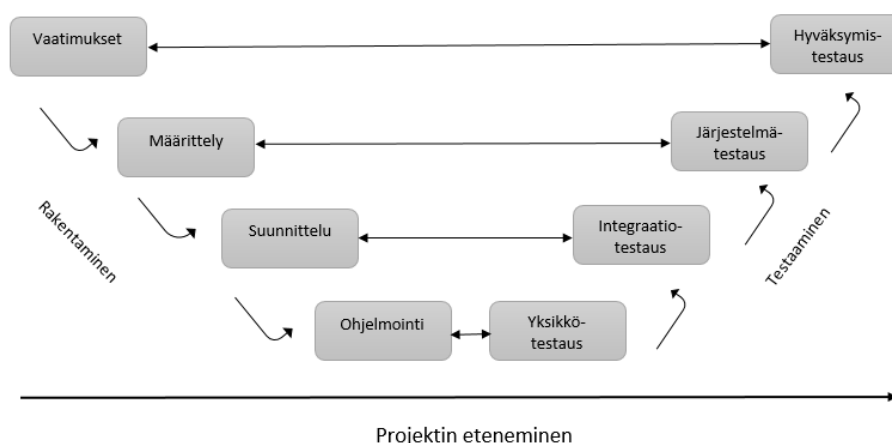 Vaatimukset
Hyväksymis-
testaus
Määrittely
Järjestelmä-
testaus
Rakentaminen
Suunnittelu
Integraatio-
testaus
Testaaminen
Ohjelmointi
Yksikkö-
testaus
Projektin eteneminen